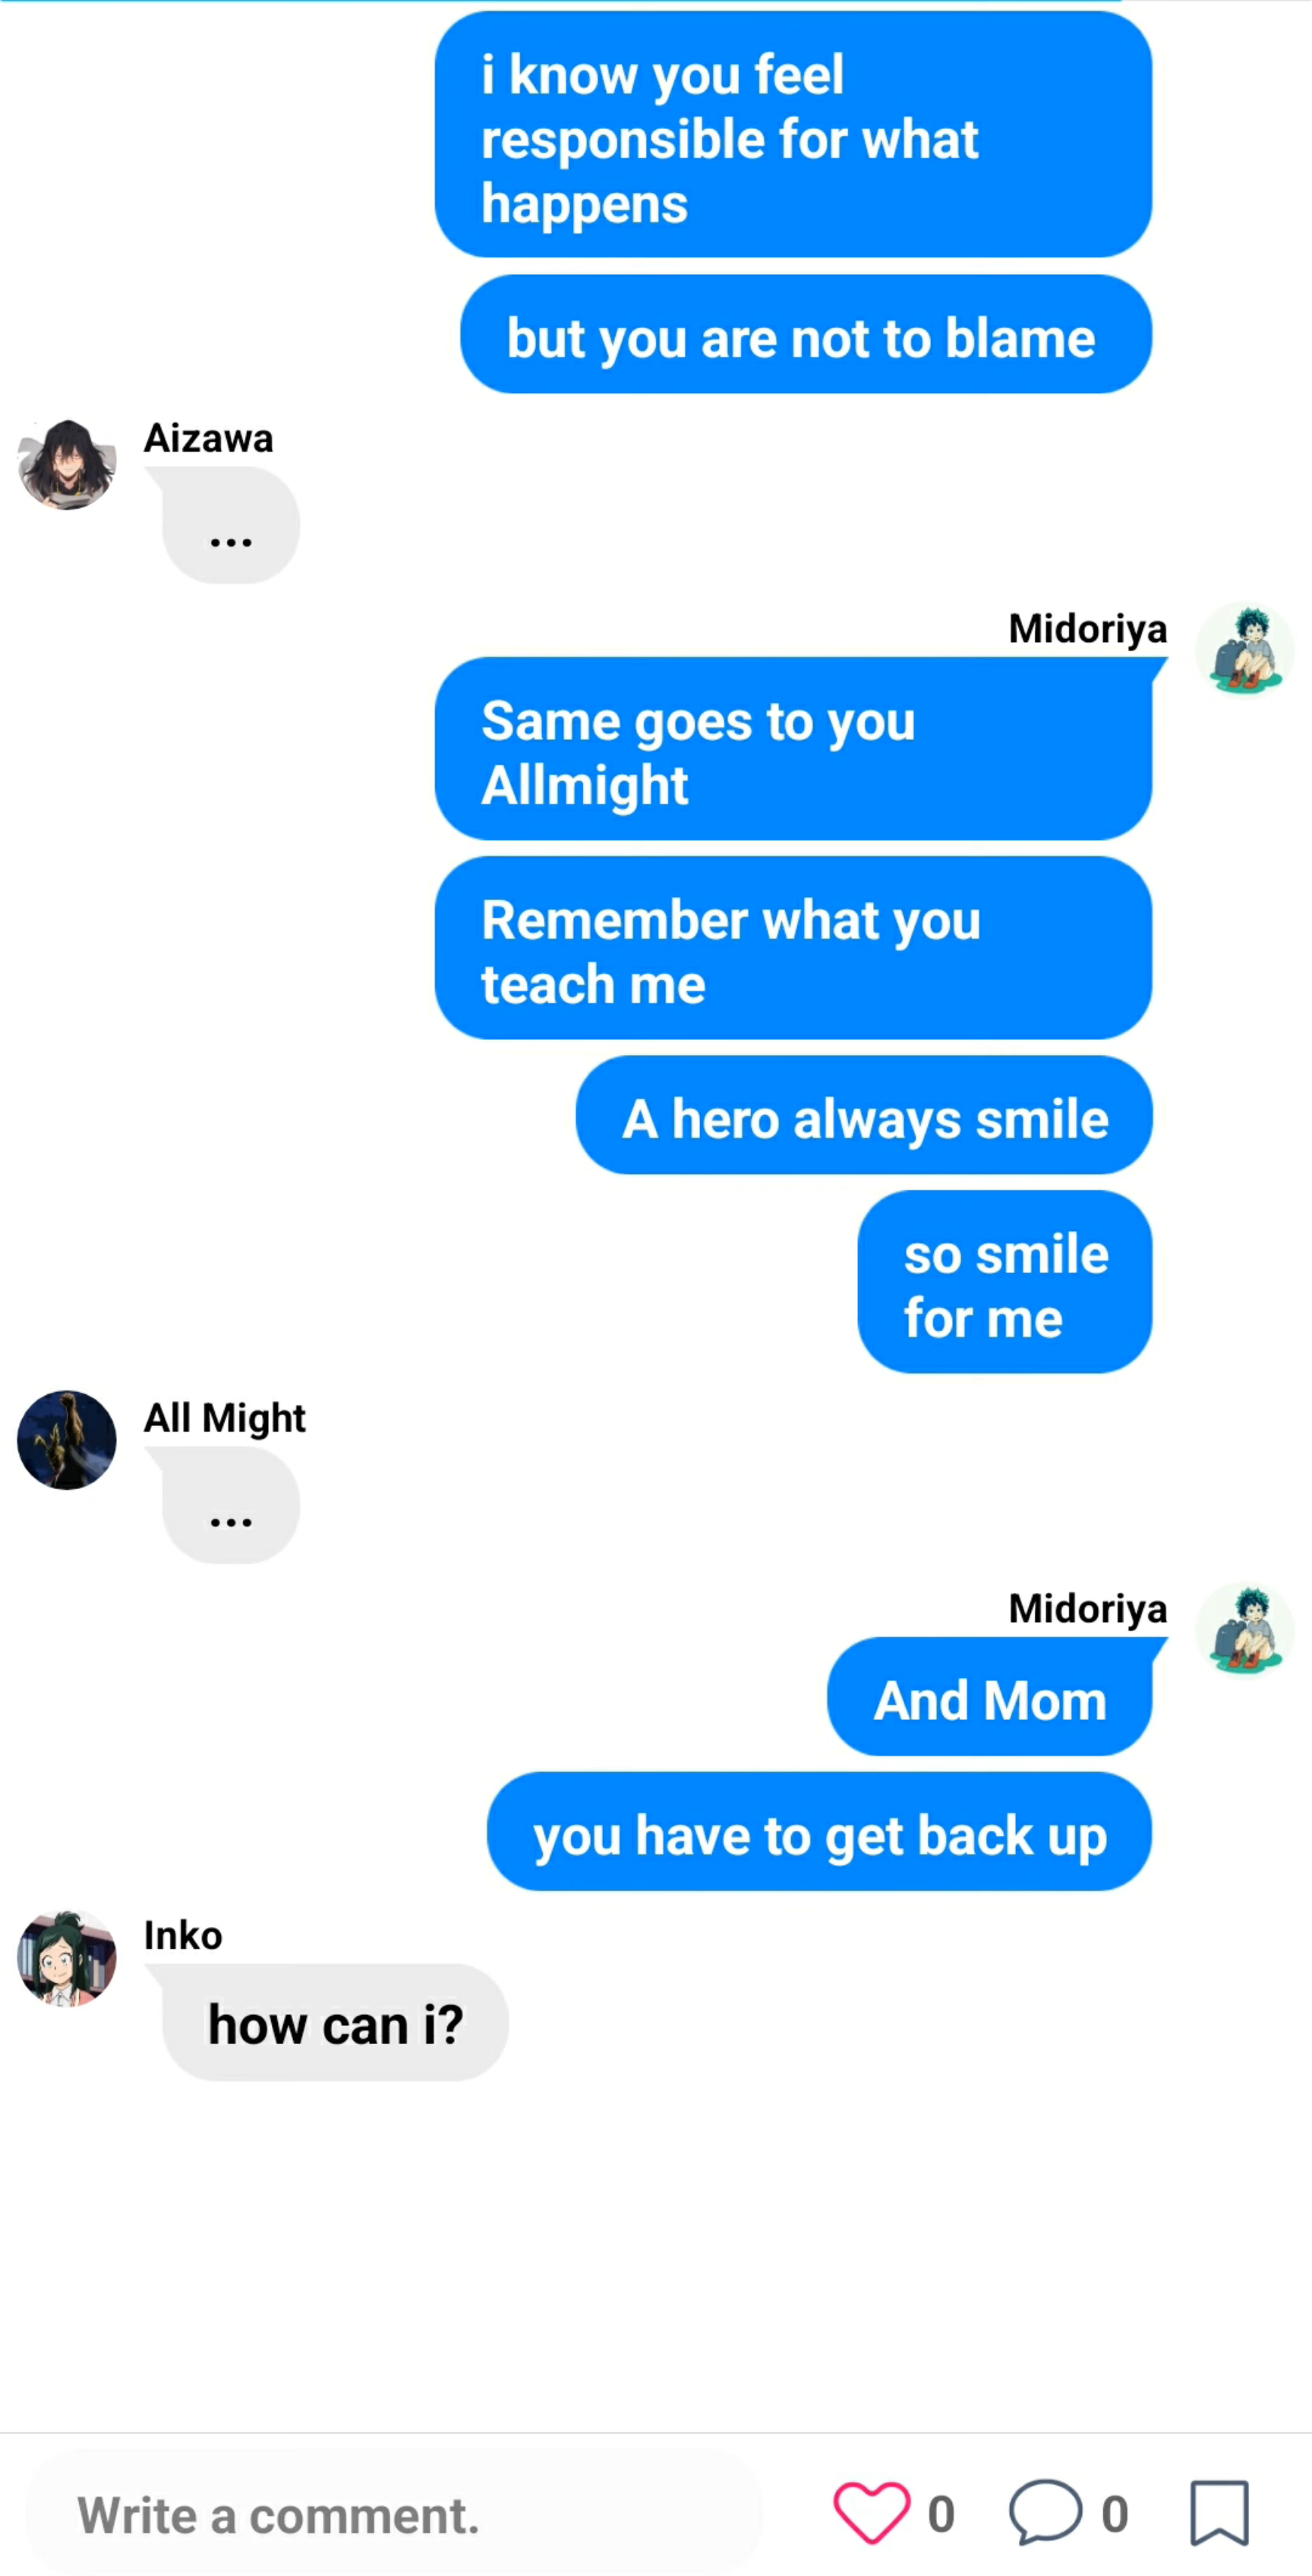 i know you feel
responsible for what
happens
but you are not to blame
Aizawa
...
Midoriya
Same goes to you
Allmight
Remember what you
teach me
A hero always smile
so smile
for me
All Might
...
Midoriya
And Mom
you have to get back up
Inko
how can i?
Write a comment.
0
0